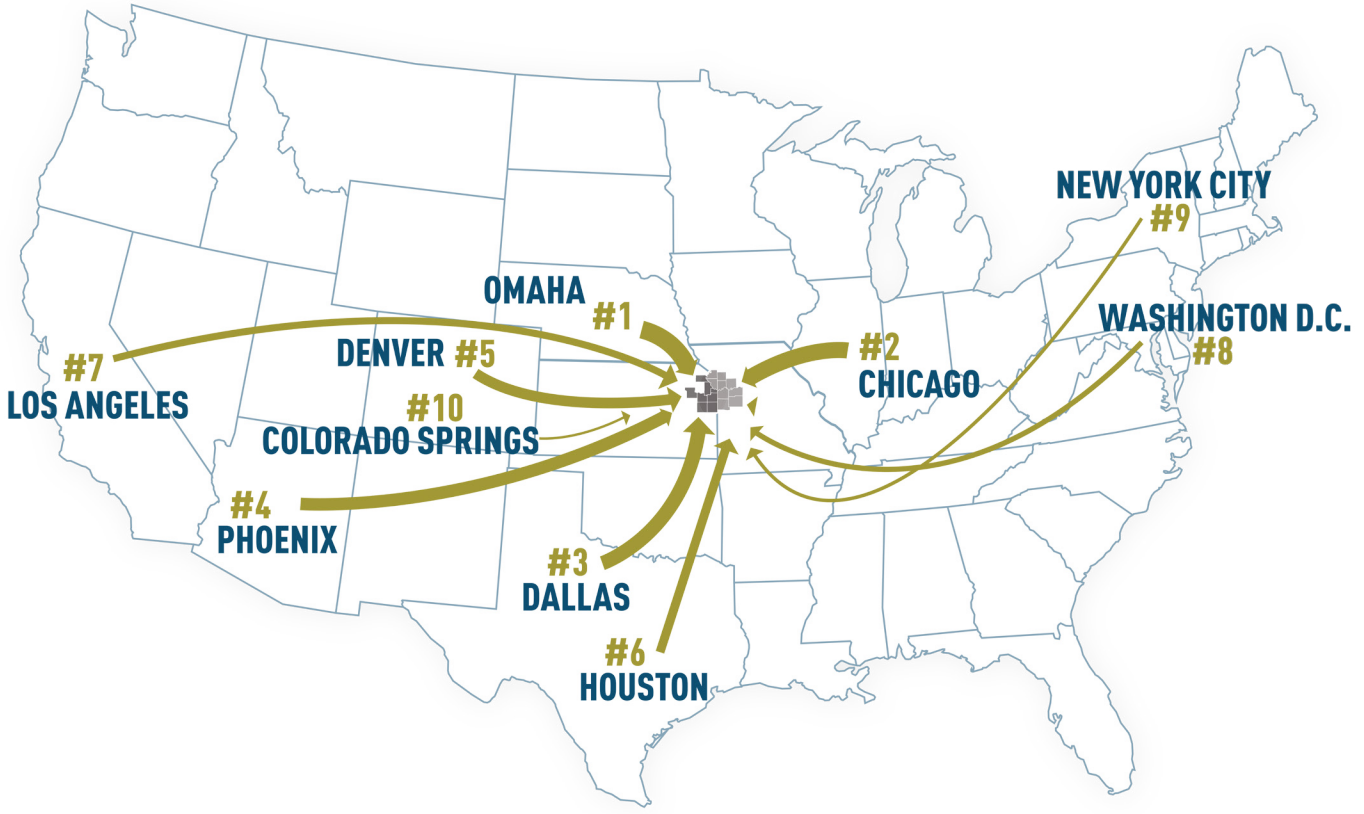 NEW YORK CITY
#9
OMAHA
#1
WASHINGTON D.C.
#8
DENVER #5
#2
CHICAGO
#7
LOS ANGELES
#10
COLORADO SPRINGS
#4
PHOENIX
#3
DALLAS
#6
HOUSTON